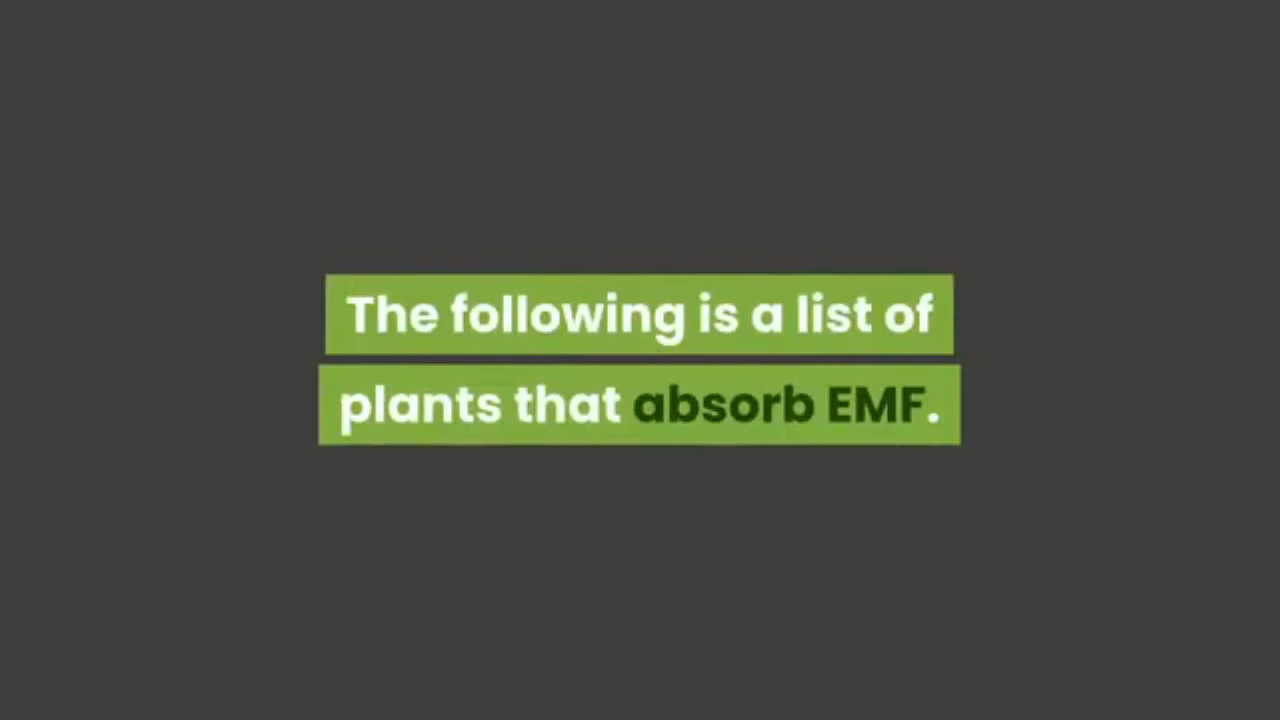 The following is a list of
plants that absorb EMF.